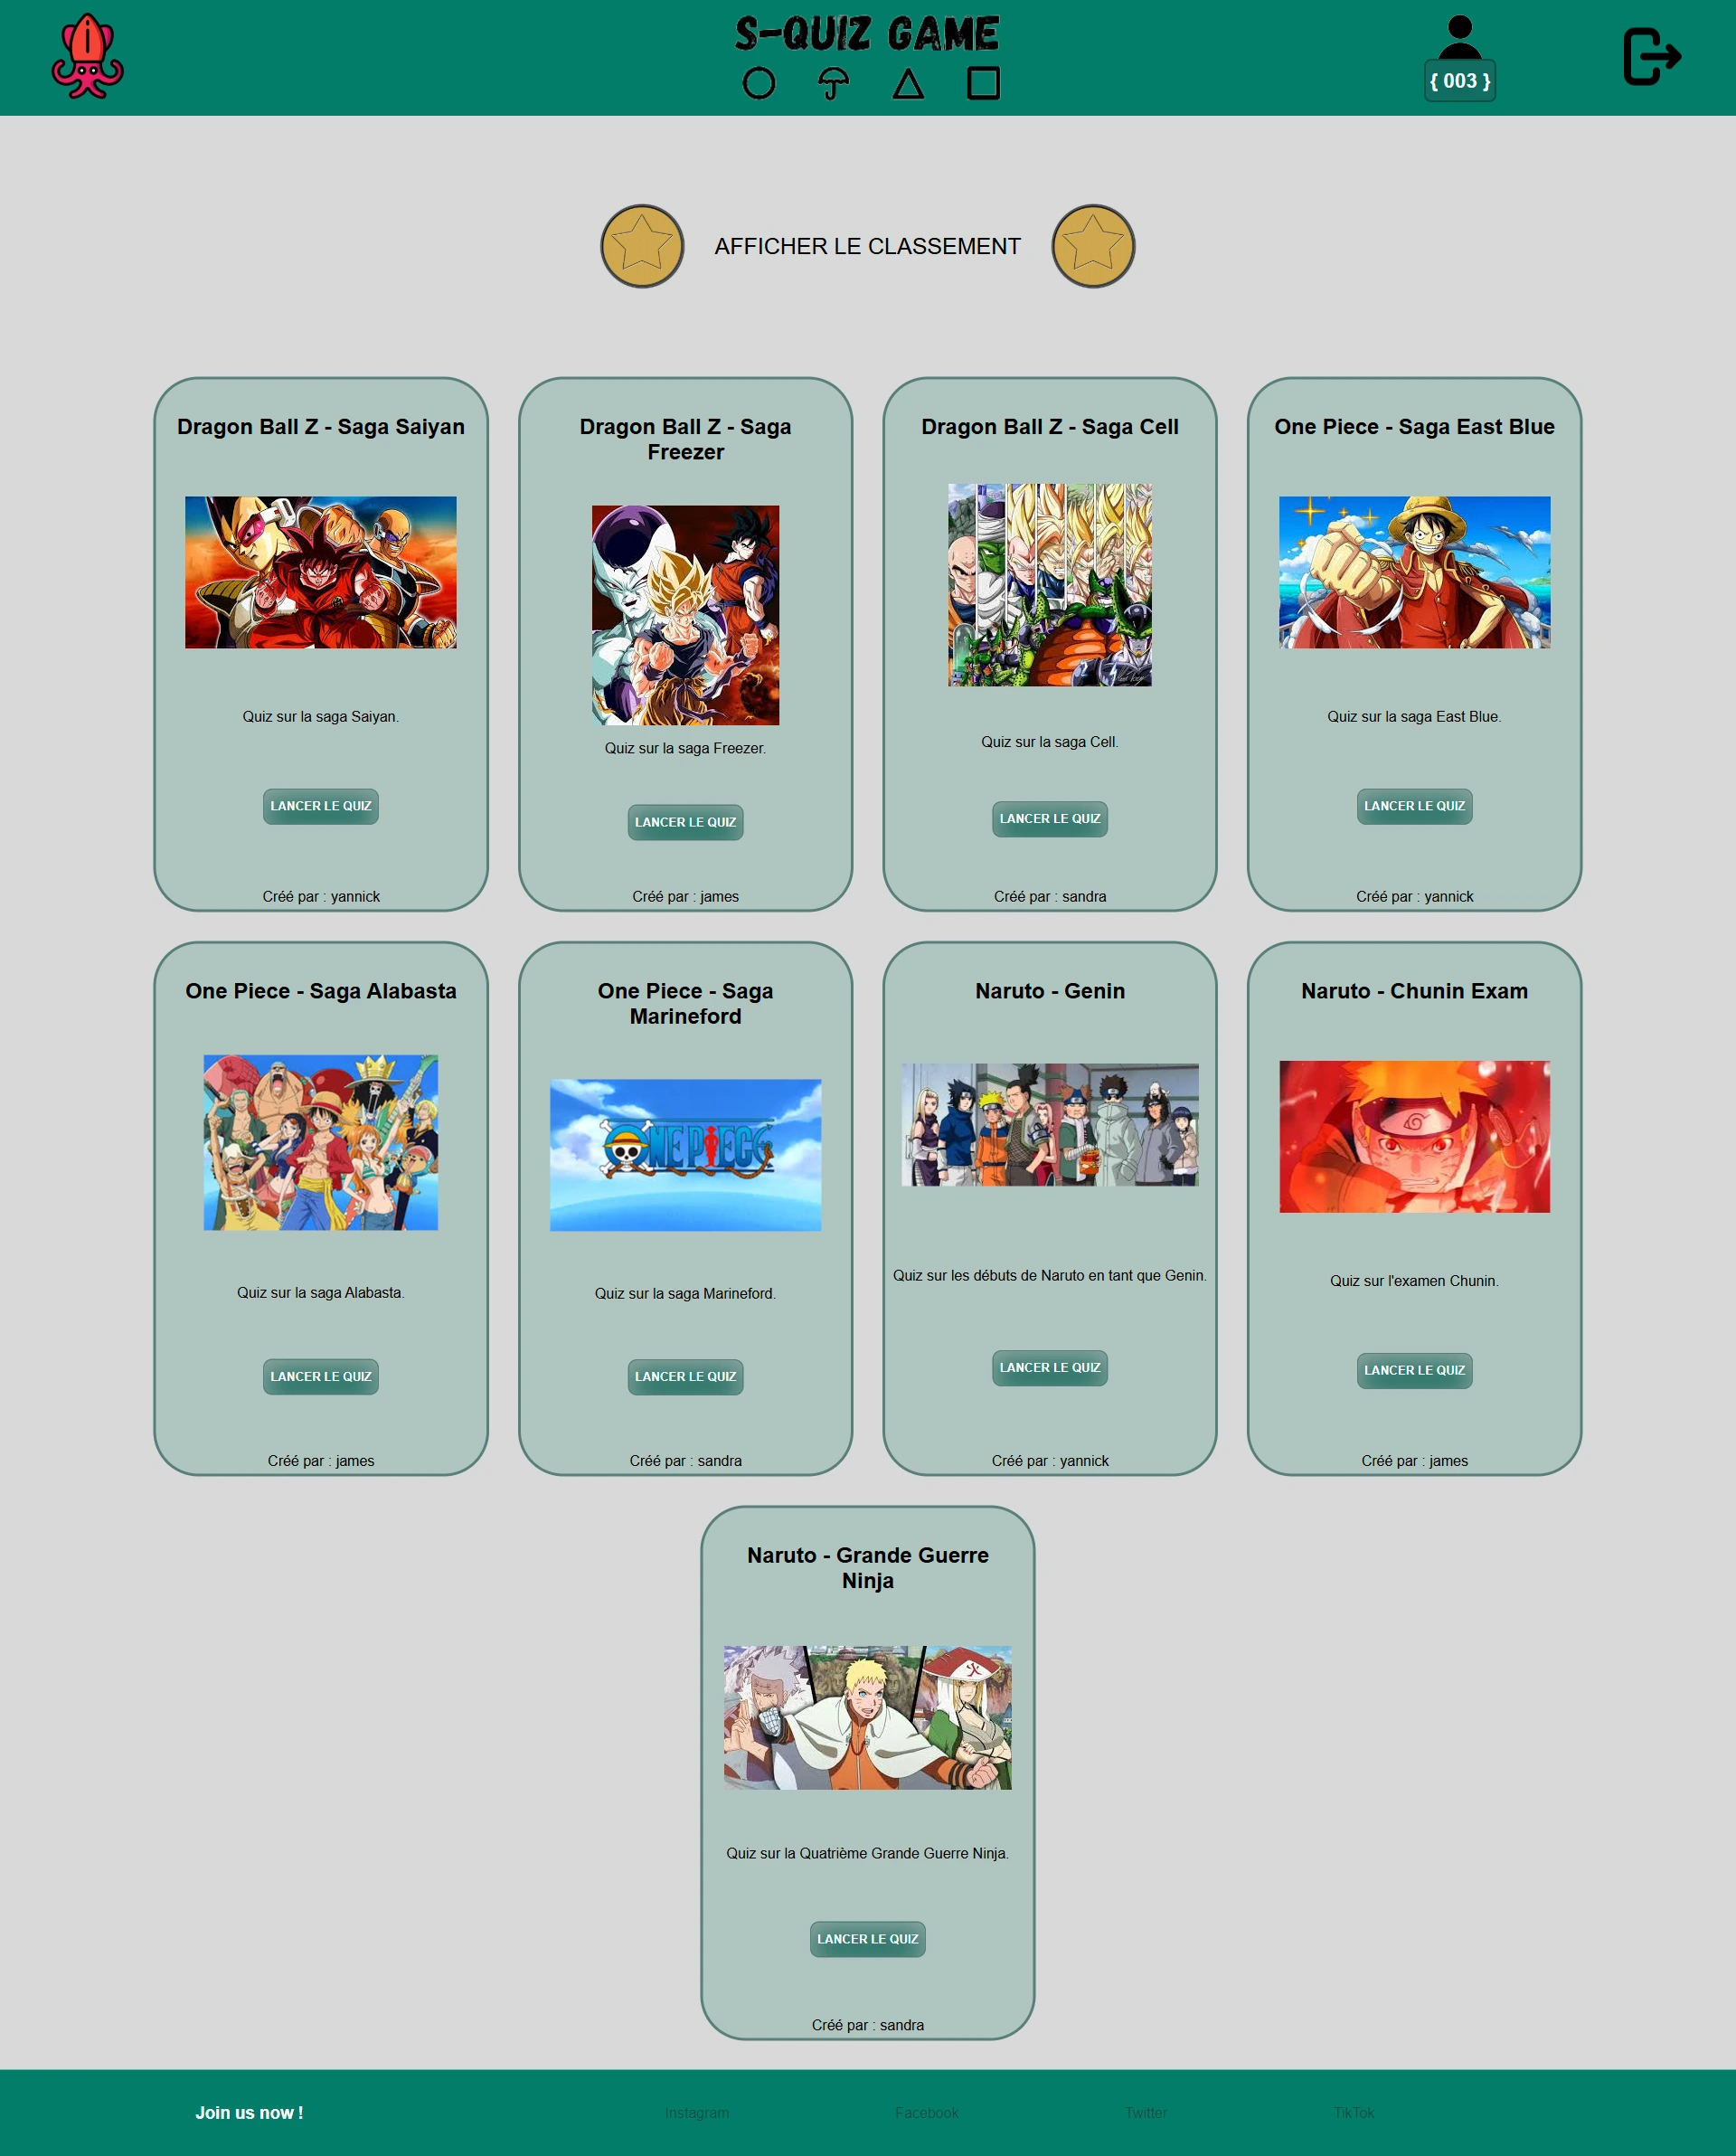 S-QUIZ GAME
{ 003 }
AFFICHER LE CLASSEMENT
Dragon Ball Z - Saga Saiyan
Quiz sur la saga Saiyan.
LANCER LE QUIZ
Créé par : yannick
Dragon Ball Z - Saga
Freezer
Quiz sur la saga Freezer.
LANCER LE QUIZ
Créé par : james
Dragon Ball Z - Saga Cell
Quiz sur la saga Cell.
LANCER LE QUIZ
Créé par : sandra
One Piece - Saga East Blue
Quiz sur la saga East Blue.
LANCER LE QUIZ
Créé par : yannick
One Piece - Saga Alabasta
Quiz sur la saga Alabasta.
LANCER LE QUIZ
Créé par : james
One Piece - Saga
Marineford
ONE PIECE
Quiz sur la saga Marineford.
LANCER LE QUIZ
Créé par : sandra
Naruto - Genin
Quiz sur les débuts de Naruto en tant que Genin.
LANCER LE QUIZ
Créé par : yannick
Naruto - Chunin Exam
Quiz sur l'examen Chunin.
LANCER LE QUIZ
Créé par : james
Naruto - Grande Guerre
Ninja
Quiz sur la Quatrième Grande Guerre Ninja.
LANCER LE QUIZ
Créé par : sandra
Join us now !
Instagram
Facebook
Twitter
TikTok